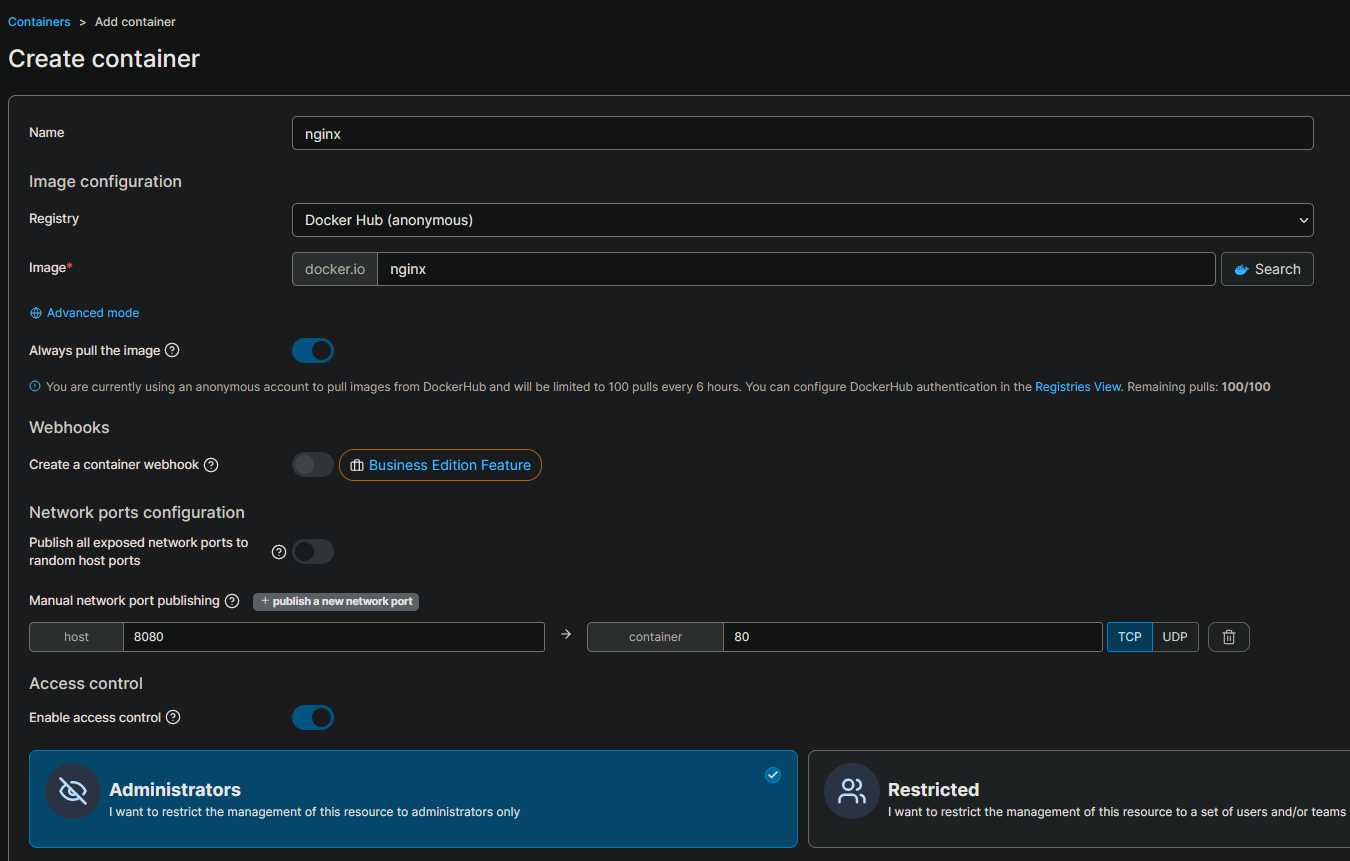 Containers > Add container
Create container
Name
nginx
Image configuration
Registry
Docker Hub (anonymous)
Image*
docker.io
nginx
Search
Advanced mode
Always pull the image
You are currently using an anonymous account to pull images from DockerHub and will be limited to 100 pulls every 6 hours. You can configure DockerHub authentication in the Registries View. Remaining pulls: 100/100
Webhooks
Create a container webhook
Business Edition Feature
Network ports configuration
Publish all exposed network ports to
random host ports
Manual network port publishing
+ publish a new network port
host
8080
→
container
80
TCP
UDP
Access control
Enable access control
Administrators
I want to restrict the management of this resource to administrators only
Restricted
I want to restrict the management of this resource to a set of users and/or teams